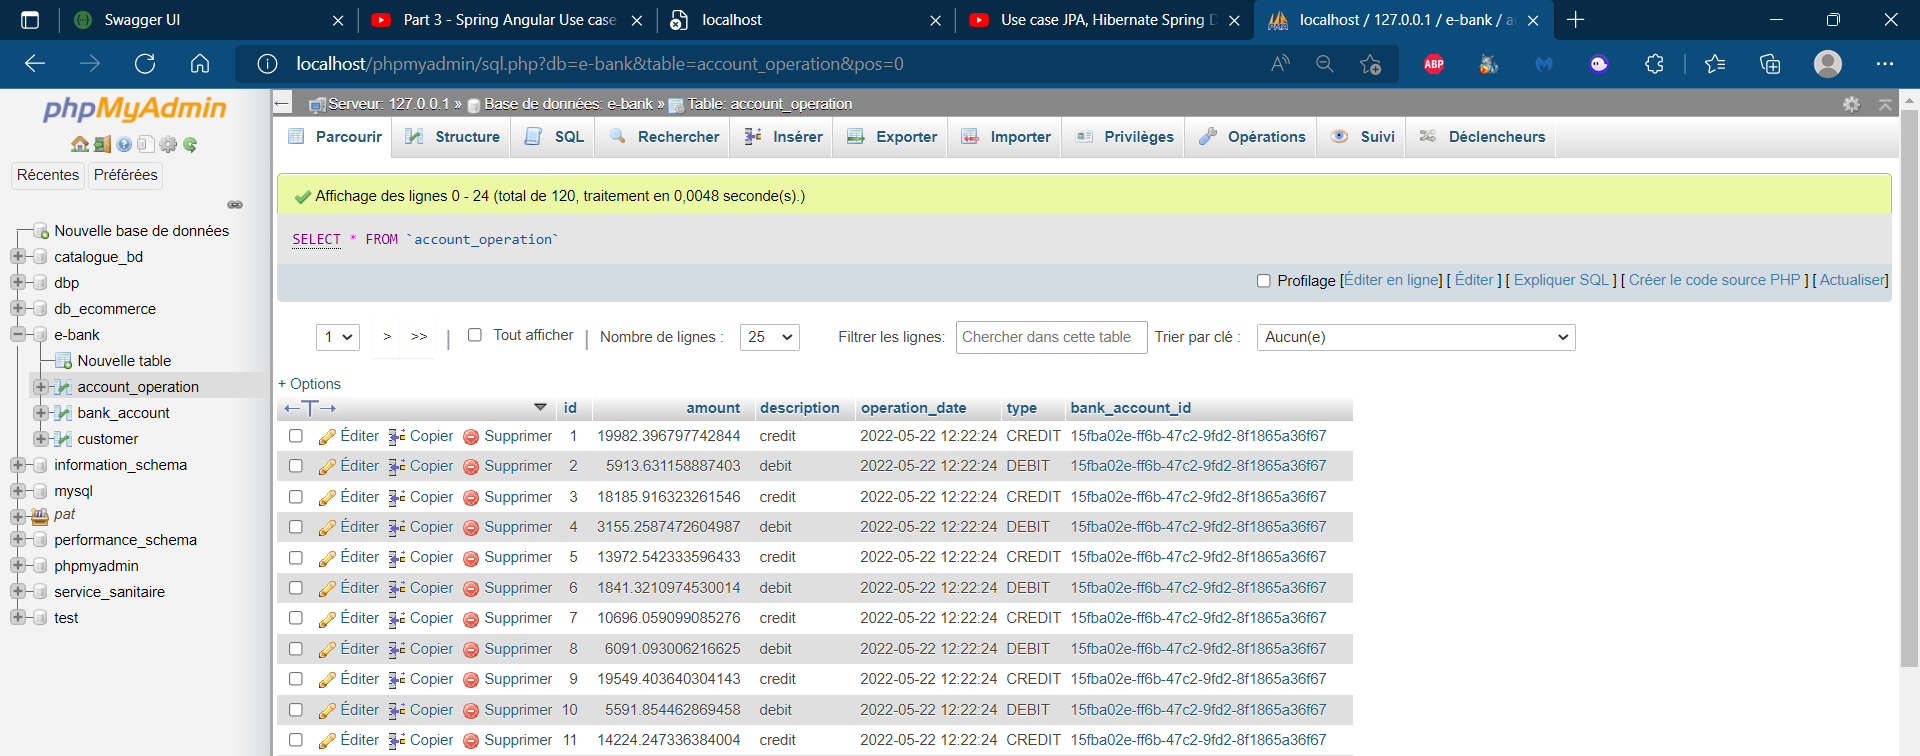 Swagger UI
Part 3 - Spring Angular Use case
localhost
Use case JPA, Hibernate Spring D
localhost / 127.0.0.1 / e-bank / a
localhost/phpmyadmin/sql.php?db=e-bank&table=account_operation&pos=0
ABP
phpMyAdmin
Récentes
Préférées
Nouvelle base de données
catalogue_bd
dbp
db_ecommerce
e-bank
Nouvelle table
account_operation
bank_account
customer
information_schema
mysql
pat
performance_schema
phpmyadmin
service_sanitaire
test
Serveur: 127.0.0.1 » Base de données: e-bank » Table: account_operation
Parcourir Structure SQL Rechercher Insérer Exporter Importer Privilèges Opérations Suivi Déclencheurs
Affichage des lignes 0 - 24 (total de 120, traitement en 0,0048 seconde(s).)
SELECT * FROM `account_operation`
Profilage [Éditer en ligne] [ Éditer ] [ Expliquer SQL ] [ Créer le code source PHP ] [ Actualiser]
1 > >> | Tout afficher | Nombre de lignes : 25 Filtrer les lignes: Chercher dans cette table Trier par clé : Aucun(e)
+ Options
←T→ id amount description operation_date type bank_account_id
Éditer Copier Supprimer 1 19982.396797742844 credit 2022-05-22 12:22:24 CREDIT 15fba02e-ff6b-47c2-9fd2-8f1865a36f67
Éditer Copier Supprimer 2 5913.631158887403 debit 2022-05-22 12:22:24 DEBIT 15fba02e-ff6b-47c2-9fd2-8f1865a36f67
Éditer Copier Supprimer 3 18185.916323261546 credit 2022-05-22 12:22:24 CREDIT 15fba02e-ff6b-47c2-9fd2-8f1865a36f67
Éditer Copier Supprimer 4 3155.2587472604987 debit 2022-05-22 12:22:24 DEBIT 15fba02e-ff6b-47c2-9fd2-8f1865a36f67
Éditer Copier Supprimer 5 13972.542333596433 credit 2022-05-22 12:22:24 CREDIT 15fba02e-ff6b-47c2-9fd2-8f1865a36f67
Éditer Copier Supprimer 6 1841.3210974530014 debit 2022-05-22 12:22:24 DEBIT 15fba02e-ff6b-47c2-9fd2-8f1865a36f67
Éditer Copier Supprimer 7 10696.059099085276 credit 2022-05-22 12:22:24 CREDIT 15fba02e-ff6b-47c2-9fd2-8f1865a36f67
Éditer Copier Supprimer 8 6091.093006216625 debit 2022-05-22 12:22:24 DEBIT 15fba02e-ff6b-47c2-9fd2-8f1865a36f67
Éditer Copier Supprimer 9 19549.403640304143 credit 2022-05-22 12:22:24 CREDIT 15fba02e-ff6b-47c2-9fd2-8f1865a36f67
Éditer Copier Supprimer 10 5591.854462869458 debit 2022-05-22 12:22:24 DEBIT 15fba02e-ff6b-47c2-9fd2-8f1865a36f67
Éditer Copier Supprimer 11 14224.247336384004 credit 2022-05-22 12:22:24 CREDIT 15fba02e-ff6b-47c2-9fd2-8f1865a36f67